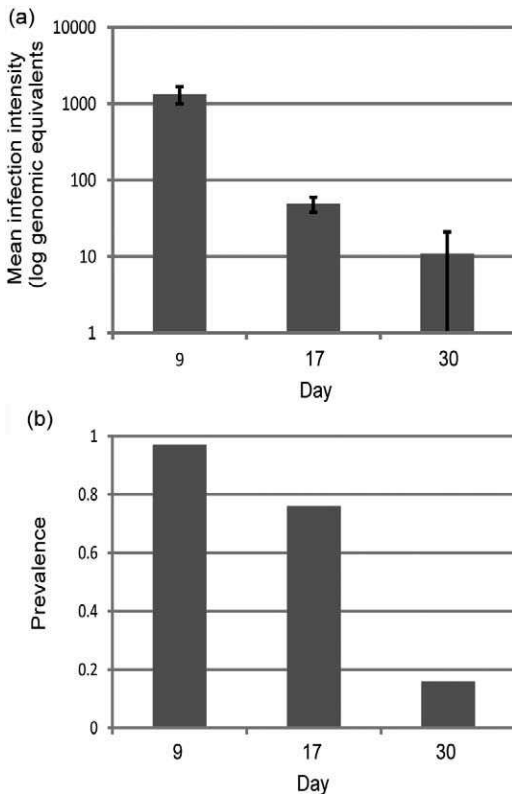 (a)
Mean infection intensity
(log genomic equivalents
10000
1000
100
10
1
9 17 30
Day
(b)
Prevalence
1
0.8
0.6
0.4
0.2
0
9 17 30
Day